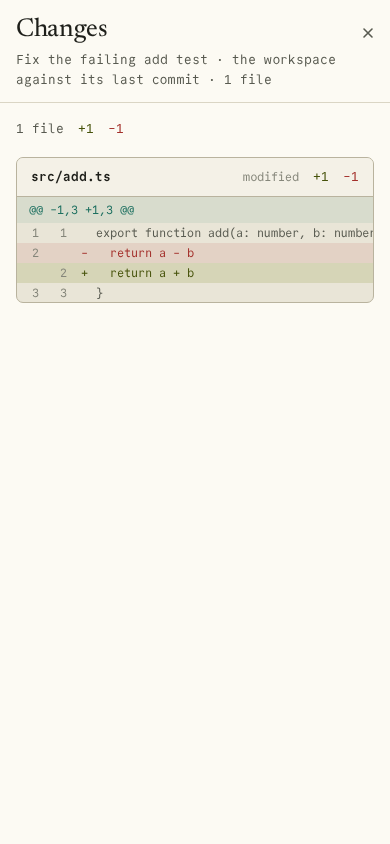 Changes
Fix the failing add test · the workspace
against its last commit · 1 file
1 file +1 -1
src/add.ts modified +1 -1
@@ -1,3 +1,3 @@
1 1 export function add(a: number, b: number
2 - return a - b
2 + return a + b
3 3 }